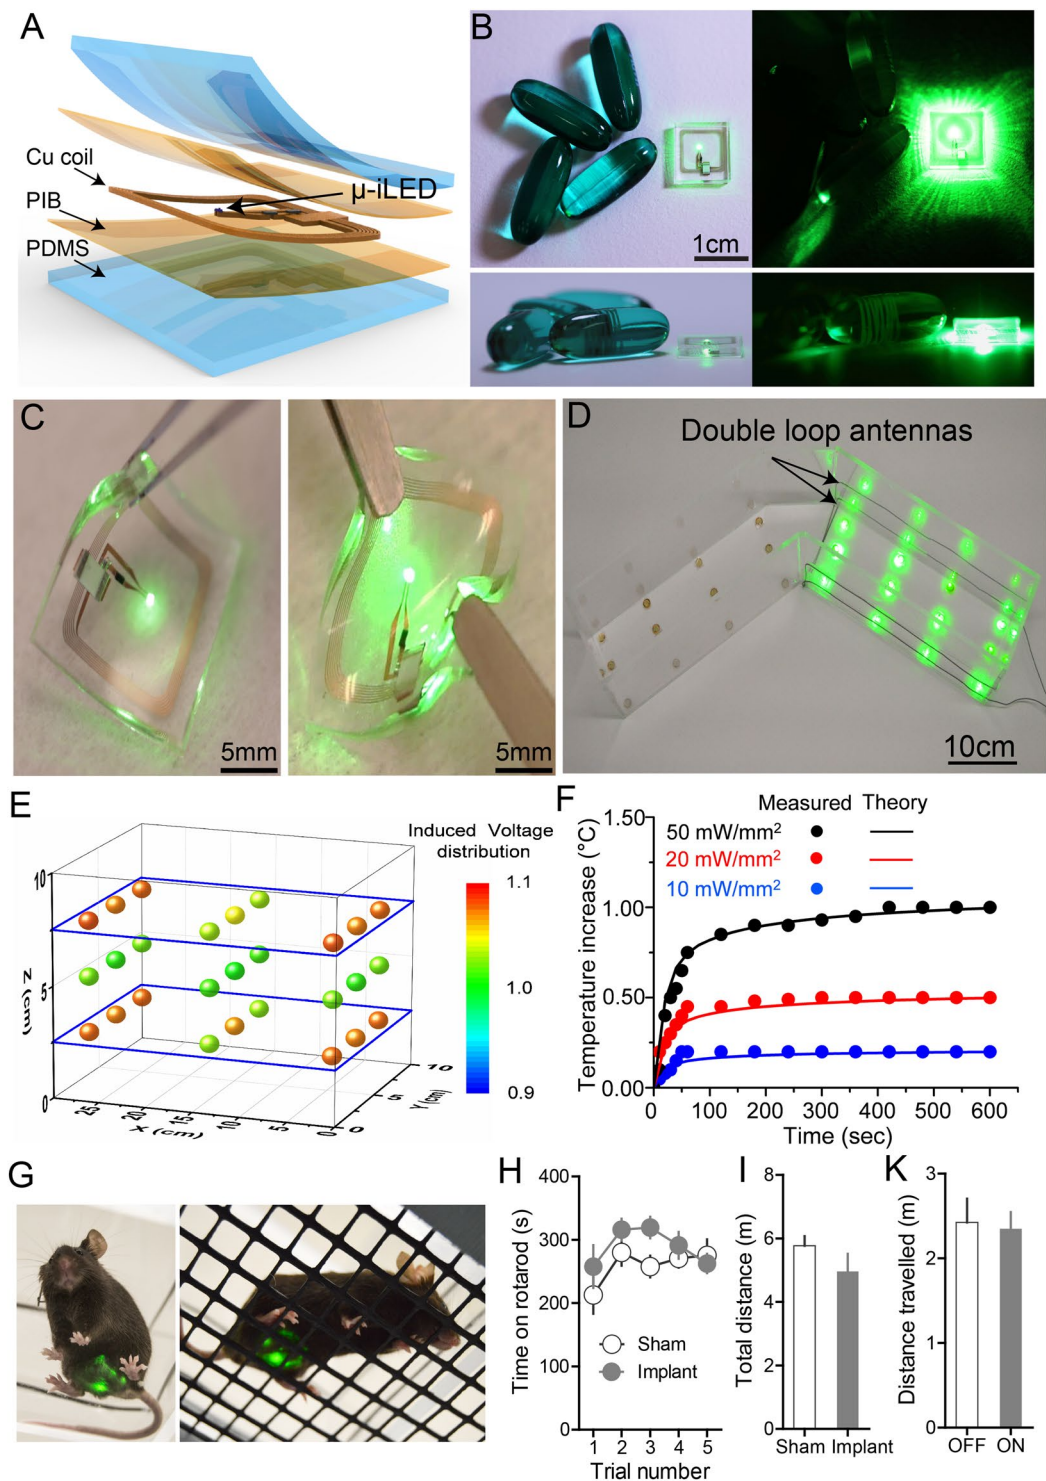 A
Cu coil
μ-iLED
PIB
PDMS
B
1cm
C
5mm
5mm
D
Double loop antennas
10cm
E
Induced Voltage
distribution
1.1
1.0
0.9
10
5
0
Z (cm)
25
20
15
10
5
0
X (cm)
0
5
10
Y (cm)
F
Measured Theory
50 mW/mm²
20 mW/mm²
10 mW/mm²
1.50
1.00
0.50
0.00
Temperature increase (°C)
0 100 200 300 400 500 600
Time (sec)
G
H
400
300
200
100
0
Time on rotarod (s)
Sham
Implant
1 2 3 4 5
Trial number
I
8
6
4
2
0
Total distance (m)
Sham Implant
K
3
2
1
0
Distance travelled (m)
OFF ON